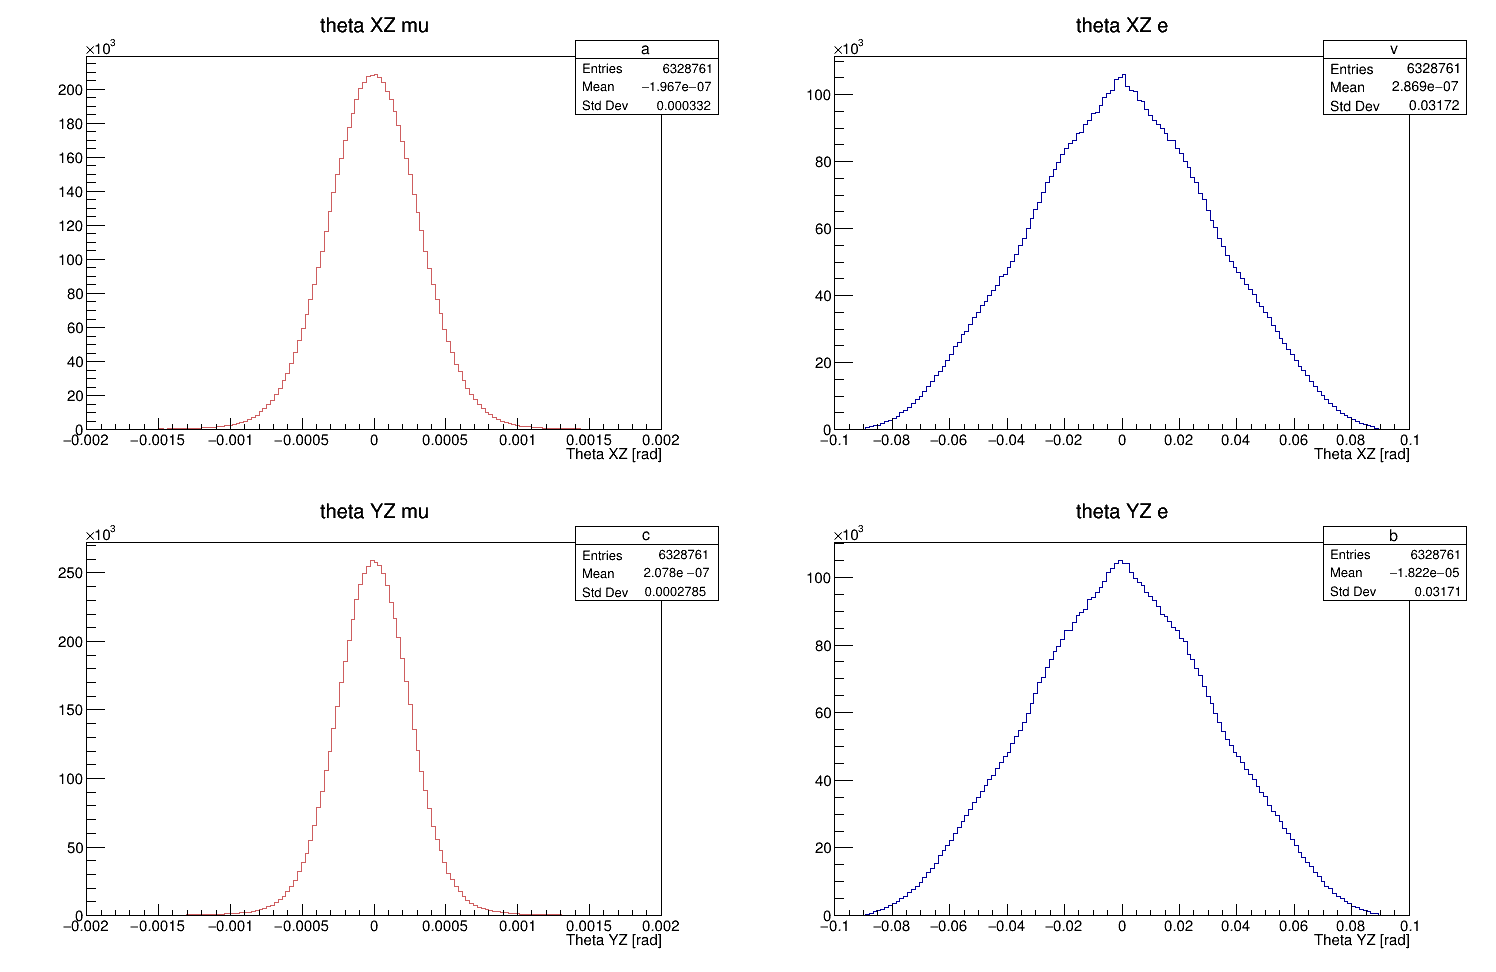 theta XZ mu
×10³
a
Entries 6328761
Mean −1.967e−07
Std Dev 0.000332
200
180
160
140
120
100
80
60
40
20
0
−0.002 −0.0015 −0.001 −0.0005 0 0.0005 0.001 0.0015 0.002
Theta XZ [rad]
theta XZ e
×10³
v
Entries 6328761
Mean 2.869e−07
Std Dev 0.03172
100
80
60
40
20
0
−0.1 −0.08 −0.06 −0.04 −0.02 0 0.02 0.04 0.06 0.08 0.1
Theta XZ [rad]
theta YZ mu
×10³
c
Entries 6328761
Mean 2.078e−07
Std Dev 0.0002785
250
200
150
100
50
0
−0.002 −0.0015 −0.001 −0.0005 0 0.0005 0.001 0.0015 0.002
Theta YZ [rad]
theta YZ e
×10³
b
Entries 6328761
Mean −1.822e−05
Std Dev 0.03171
100
80
60
40
20
0
−0.1 −0.08 −0.06 −0.04 −0.02 0 0.02 0.04 0.06 0.08 0.1
Theta YZ [rad]